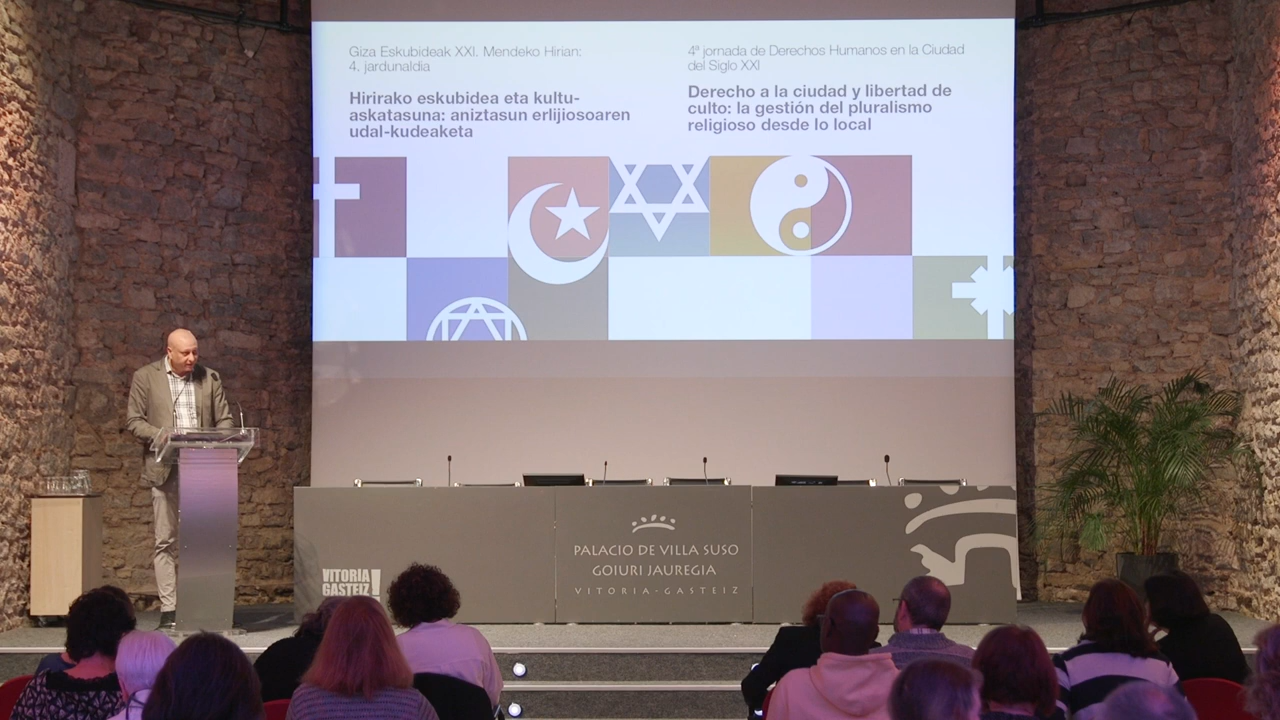 Giza Eskubideak XXI. Mendeko Hirian:
4. jardunaldia
Hirirako eskubidea eta kultu-
askatasuna: aniztasun erlijiosoaren
udal-kudeaketa
4ª jornada de Derechos Humanos en la Ciudad
del Siglo XXI
Derecho a la ciudad y libertad de
culto: la gestión del pluralismo
religioso desde lo local
PALACIO DE VILLA SUSO
GOIURI JAUREGIA
VITORIA-GASTEIZ
VITORIA
GASTEIZ!